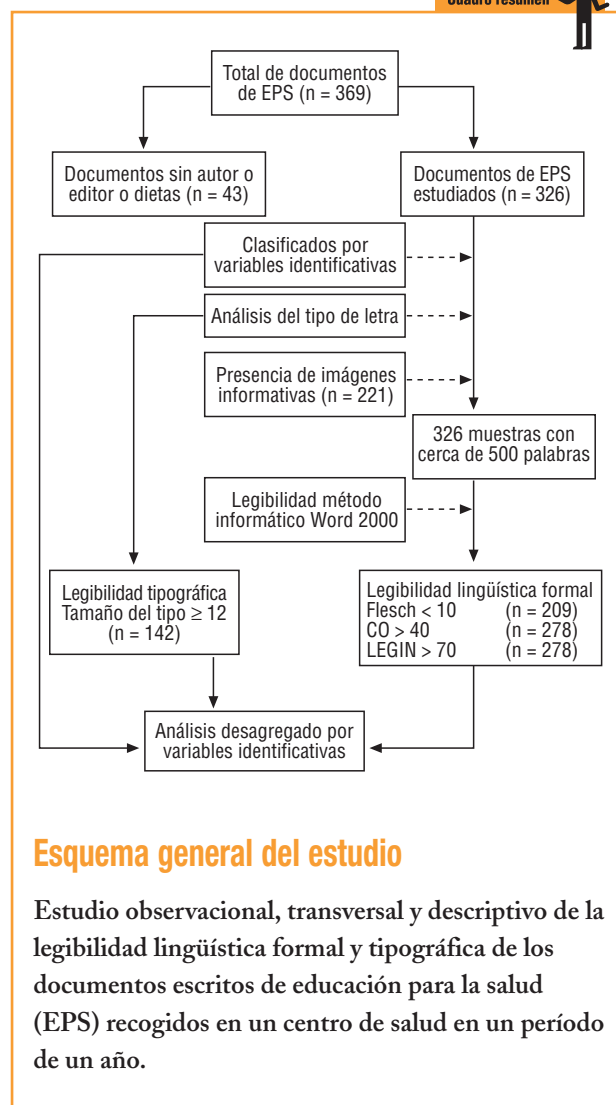 Cuadro resumen
Total de documentos
de EPS (n = 369)
Documentos sin autor o
editor o dietas (n = 43)
Documentos de EPS
estudiados (n = 326)
Clasificados por
variables identificativas
Análisis del tipo de letra
Presencia de imágenes
informativas (n = 221)
326 muestras con
cerca de 500 palabras
Legibilidad método
informático Word 2000
Legibilidad tipográfica
Tamaño del tipo ≥ 12
(n = 142)
Legibilidad lingüística formal
Flesch < 10 (n = 209)
CO > 40 (n = 278)
LEGIN > 70 (n = 278)
Análisis desagregado por
variables identificativas
Esquema general del estudio
Estudio observacional, transversal y descriptivo de la
legibilidad lingüística formal y tipográfica de los
documentos escritos de educación para la salud
(EPS) recogidos en un centro de salud en un período
de un año.